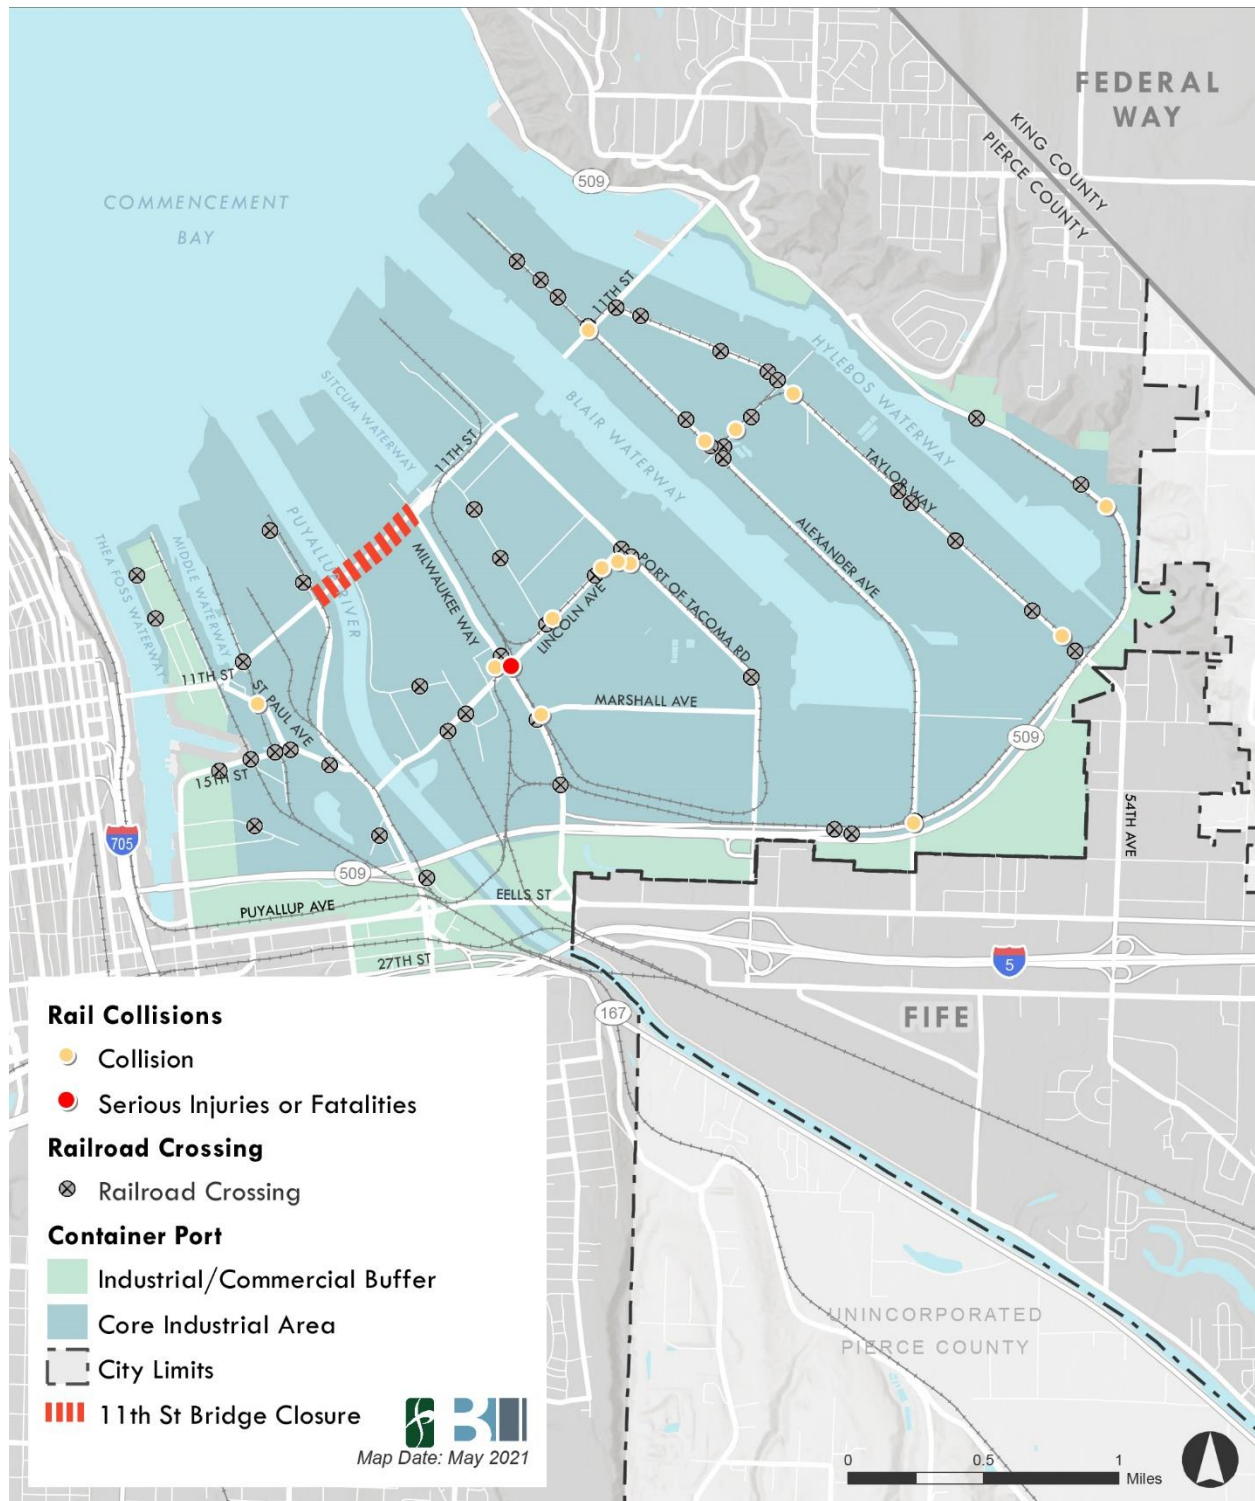 FEDERAL
WAY
KING COUNTY
PIERCE COUNTY
509
COMMENCEMENT
BAY
11TH ST
HYLEBOS WATERWAY
SITCUM WATERWAY
BLAIR WATERWAY
11TH ST
TAYLOR WAY
ALEXANDER AVE
PUYALLUP RIVER
THEA FOSS WATERWAY
MIDDLE WATERWAY
MILWAUKEE WAY
PORT OF TACOMA RD
LINCOLN AVE
11TH ST
ST PAUL AVE
MARSHALL AVE
509
15TH ST
54TH AVE
705
509
EELLS ST
PUYALLUP AVE
27TH ST
5
FIFE
167
Rail Collisions
Collision
Serious Injuries or Fatalities
Railroad Crossing
Railroad Crossing
Container Port
Industrial/Commercial Buffer
Core Industrial Area
City Limits
11th St Bridge Closure
Map Date: May 2021
UNINCORPORATED
PIERCE COUNTY
0 0.5 1
Miles